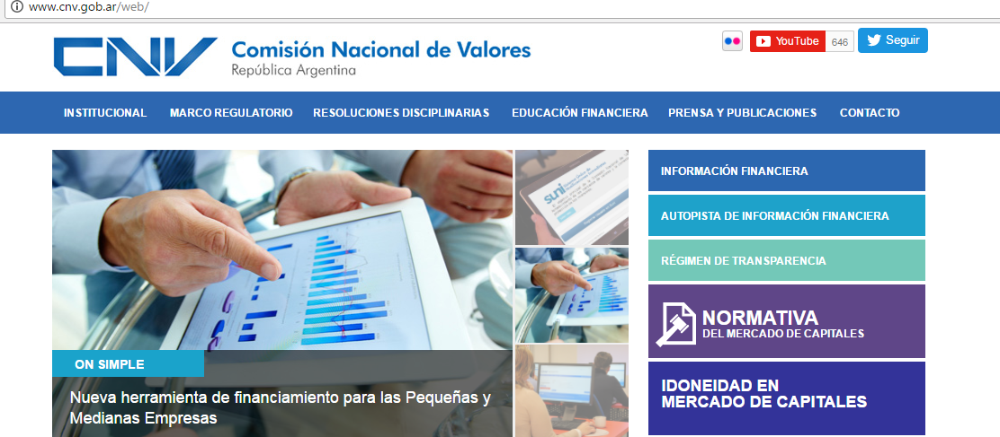 www.cnv.gob.ar/web/
CNV
Comisión Nacional de Valores
República Argentina
YouTube 646
Seguir
INSTITUCIONAL MARCO REGULATORIO RESOLUCIONES DISCIPLINARIAS EDUCACIÓN FINANCIERA PRENSA Y PUBLICACIONES CONTACTO
suni
ON SIMPLE
Nueva herramienta de financiamiento para las Pequeñas y
Medianas Empresas
INFORMACIÓN FINANCIERA
AUTOPISTA DE INFORMACIÓN FINANCIERA
RÉGIMEN DE TRANSPARENCIA
NORMATIVA
DEL MERCADO DE CAPITALES
IDONEIDAD EN
MERCADO DE CAPITALES